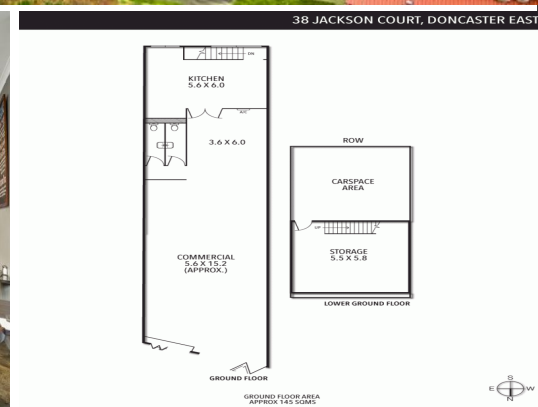 38 JACKSON COURT, DONCASTER EAST
DN
KITCHEN
5.6 X 6.0
A/C
3.6 X 6.0
ROW
CARSPACE
AREA
UP
STORAGE
5.5 X 5.8
COMMERCIAL
5.6 X 15.2
(APPROX.)
LOWER GROUND FLOOR
GROUND FLOOR
GROUND FLOOR AREA
APPROX 145 SQMS
S
E W
N